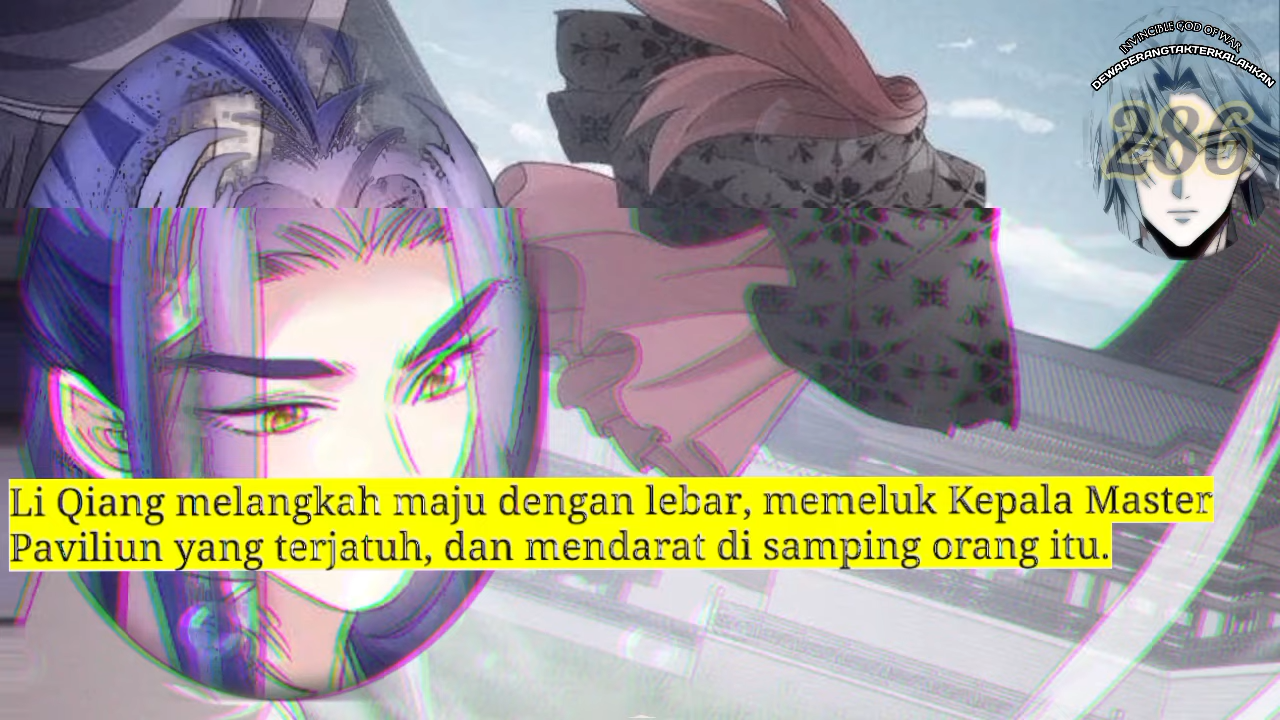 INVINCIBLE GOD OF WAR
DEWAPERANGTAKTERKALAHKAN
286
Li Qiang melangkah maju dengan lebar, memeluk Kepala Master
Paviliun yang terjatuh, dan mendarat di samping orang itu.